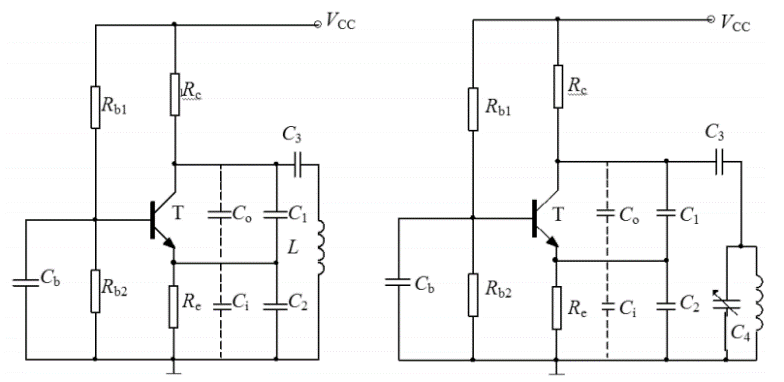 V_CC
R_c
R_b1
C_3
T
C_o
C_1
L
C_b
R_b2
R_e
C_i
C_2
V_CC
R_c
R_b1
C_3
T
C_o
C_1
C_b
R_b2
R_e
C_i
C_2
C_4